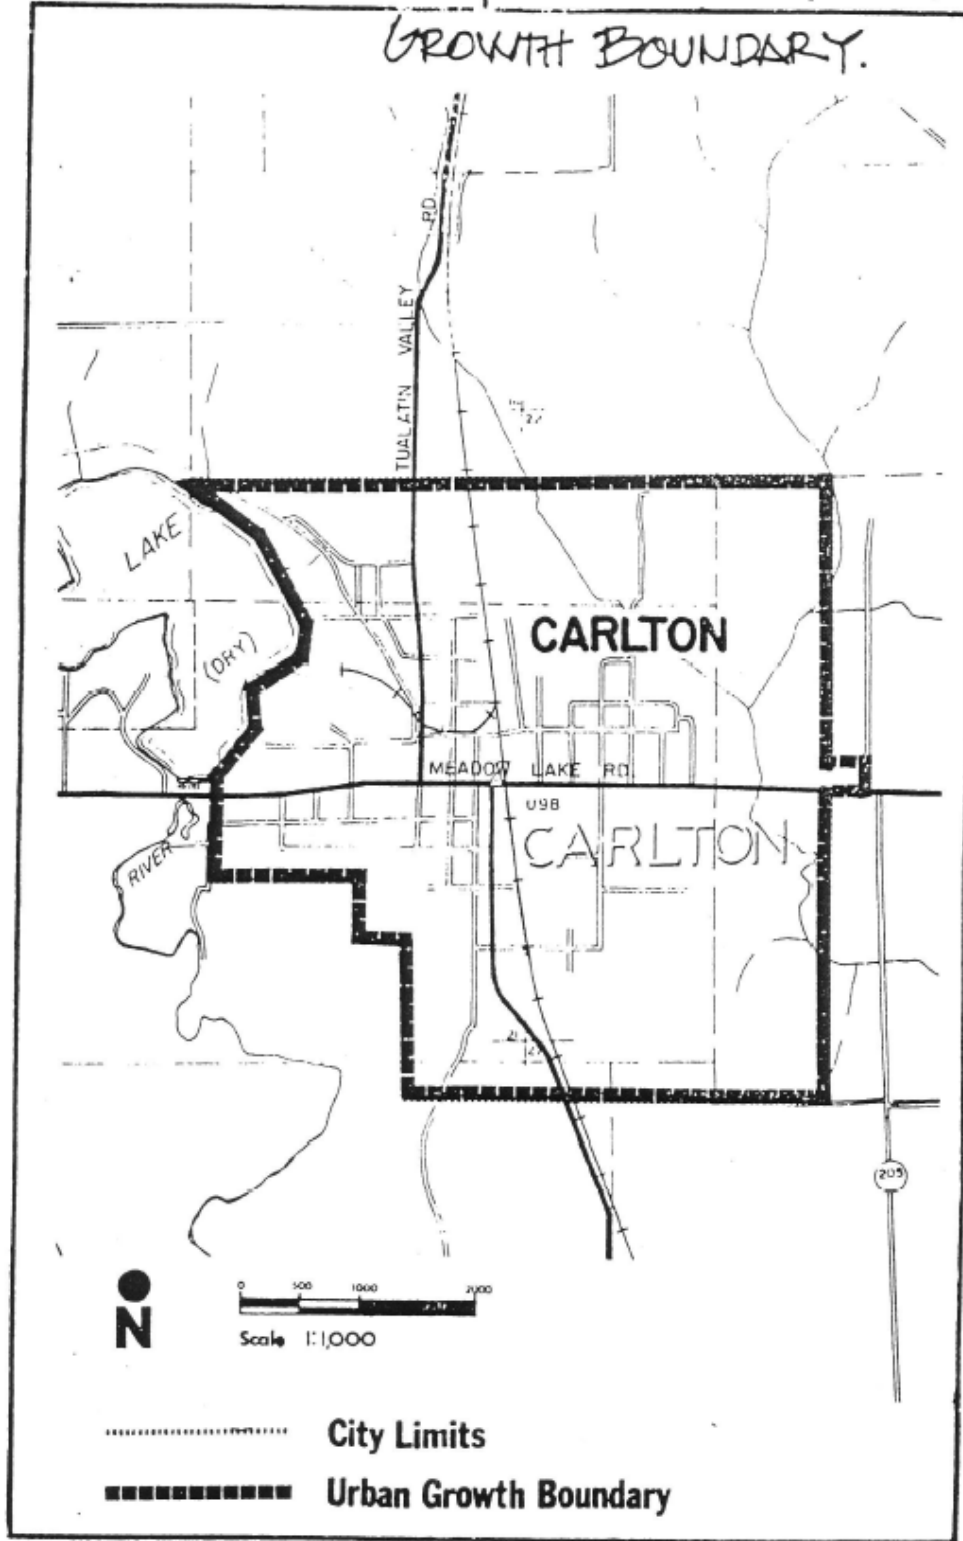 GROWTH BOUNDARY.
TUALATIN VALLEY RD.
LAKE
(DRY)
CARLTON
MEADOW LAKE RD.
U98
CARLTON
RIVER
205
N
0 500 1000 2000
Scale 1:1,000
City Limits
Urban Growth Boundary